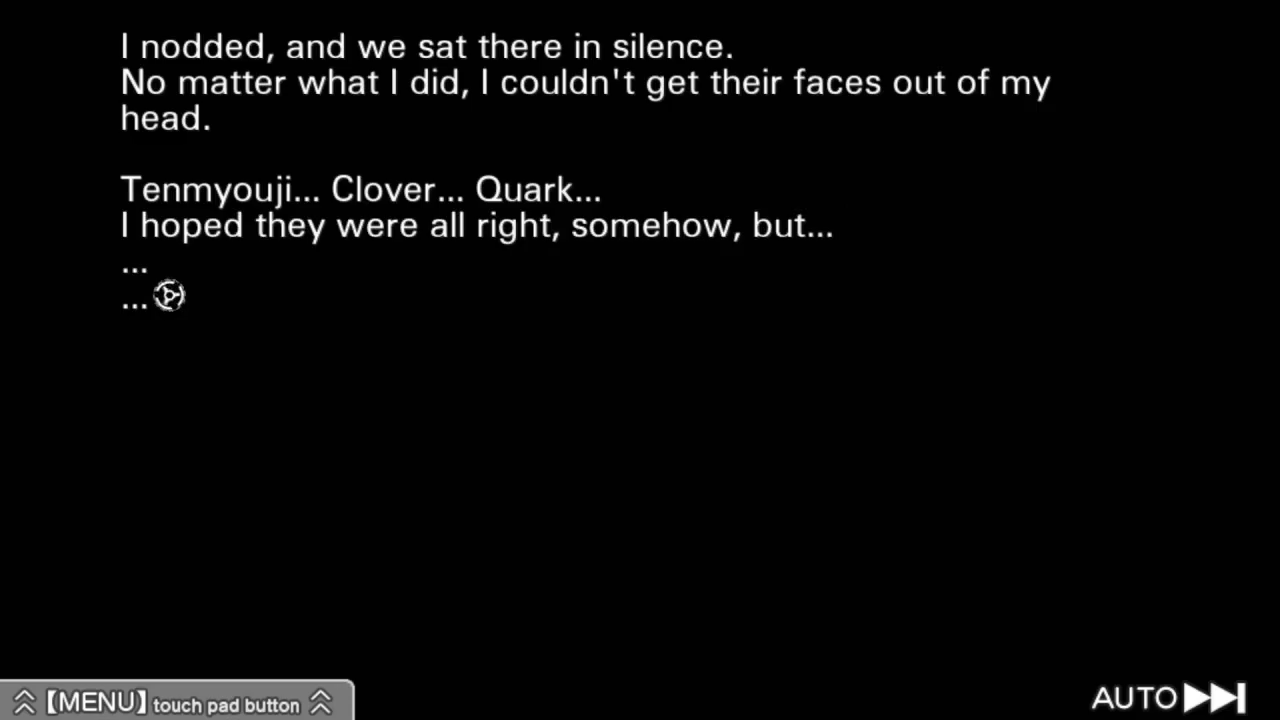 I nodded, and we sat there in silence.
No matter what I did, I couldn't get their faces out of my
head.
Tenmyouji... Clover... Quark...
I hoped they were all right, somehow, but...
...
...
【MENU】 touch pad button
AUTO